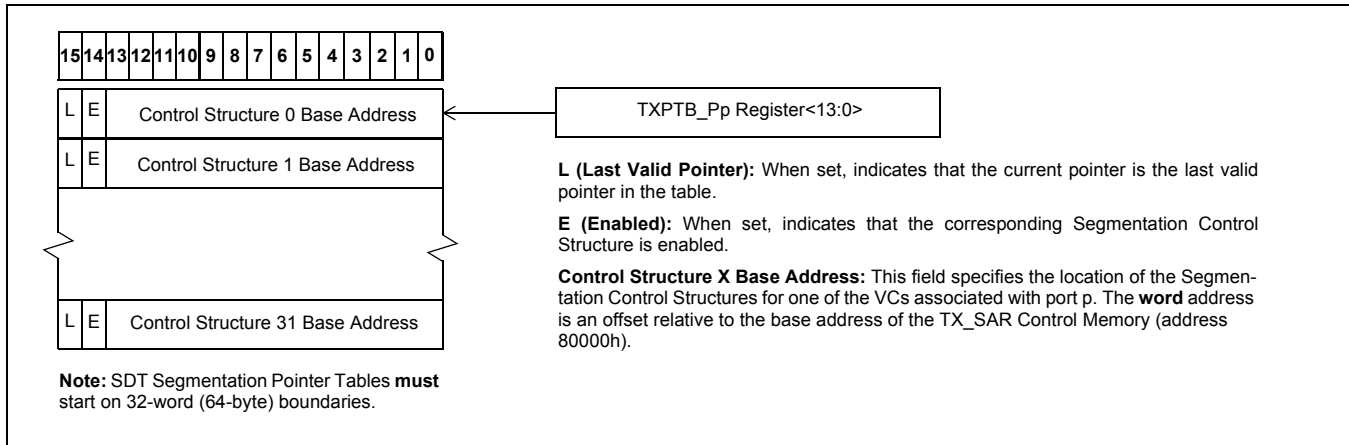 15 14 13 12 11 10 9 8 7 6 5 4 3 2 1 0
L E Control Structure 0 Base Address
TXPTB_Pp Register<13:0>
L E Control Structure 1 Base Address
L E Control Structure 31 Base Address
Note: SDT Segmentation Pointer Tables must
start on 32-word (64-byte) boundaries.
L (Last Valid Pointer): When set, indicates that the current pointer is the last valid
pointer in the table.
E (Enabled): When set, indicates that the corresponding Segmentation Control
Structure is enabled.
Control Structure X Base Address: This field specifies the location of the Segmen-
tation Control Structures for one of the VCs associated with port p. The word address
is an offset relative to the base address of the TX_SAR Control Memory (address
80000h).